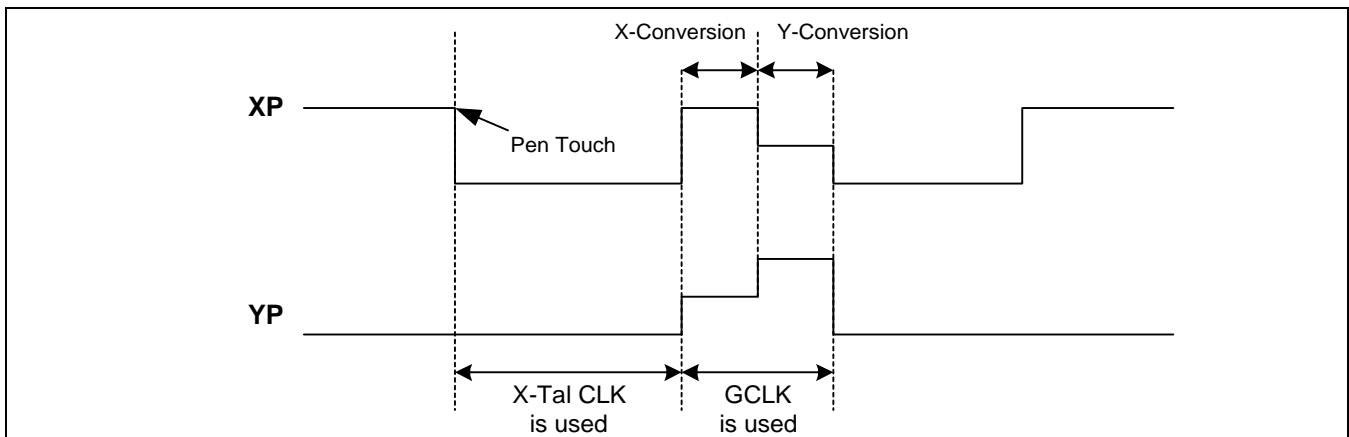 X-Conversion Y-Conversion
XP
Pen Touch
YP
X-Tal CLK
is used
GCLK
is used